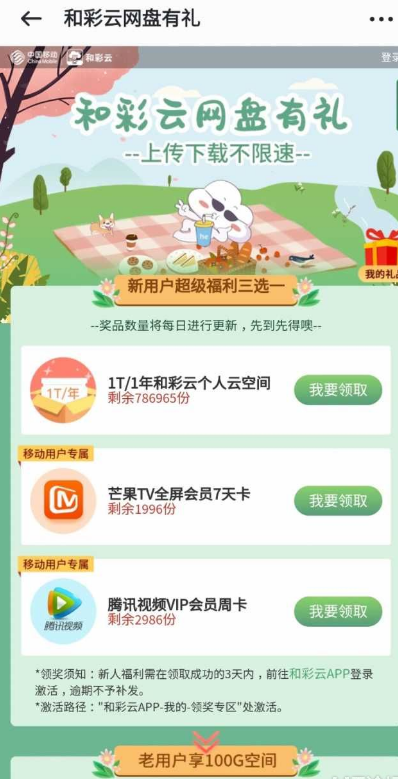 和彩云网盘有礼
中国移动
China Mobile
和彩云
登录
和彩云网盘有礼
--上传下载不限速--
he
我的礼品
新用户超级福利三选一
--奖品数量将每日进行更新，先到先得噢--
1T/年
1T/1年和彩云个人云空间
剩余786965份
我要领取
移动用户专属
芒果TV全屏会员7天卡
剩余1996份
我要领取
移动用户专属
腾讯视频
腾讯视频VIP会员周卡
剩余2986份
我要领取
*领奖须知：新人福利需在领取成功的3天内，前往和彩云APP登录
激活，逾期不予补发。
*激活路径："和彩云APP-我的-领奖专区"处激活。
老用户享100G空间